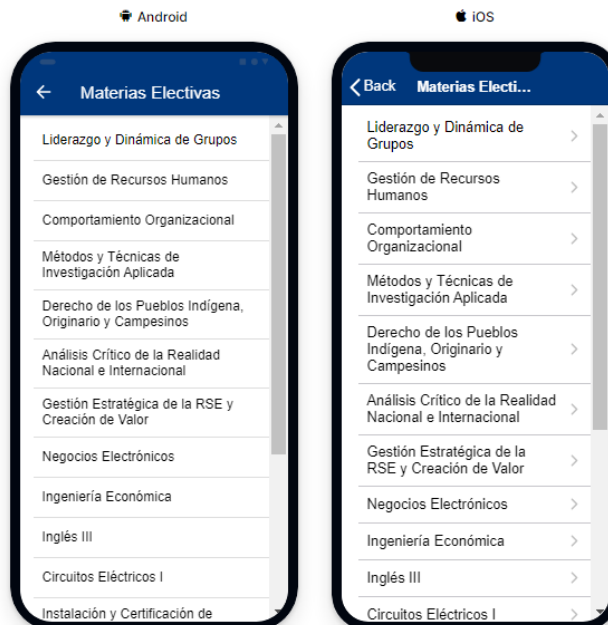 Android
Materias Electivas
Liderazgo y Dinámica de Grupos
Gestión de Recursos Humanos
Comportamiento Organizacional
Métodos y Técnicas de
Investigación Aplicada
Derecho de los Pueblos Indígena,
Originario y Campesinos
Análisis Crítico de la Realidad
Nacional e Internacional
Gestión Estratégica de la RSE y
Creación de Valor
Negocios Electrónicos
Ingeniería Económica
Inglés III
Circuitos Eléctricos I
Instalación y Certificación de
iOS
Back Materias Electi...
Liderazgo y Dinámica de
Grupos
Gestión de Recursos
Humanos
Comportamiento
Organizacional
Métodos y Técnicas de
Investigación Aplicada
Derecho de los Pueblos
Indígena, Originario y
Campesinos
Análisis Crítico de la Realidad
Nacional e Internacional
Gestión Estratégica de la
RSE y Creación de Valor
Negocios Electrónicos
Ingeniería Económica
Inglés III
Circuitos Eléctricos I